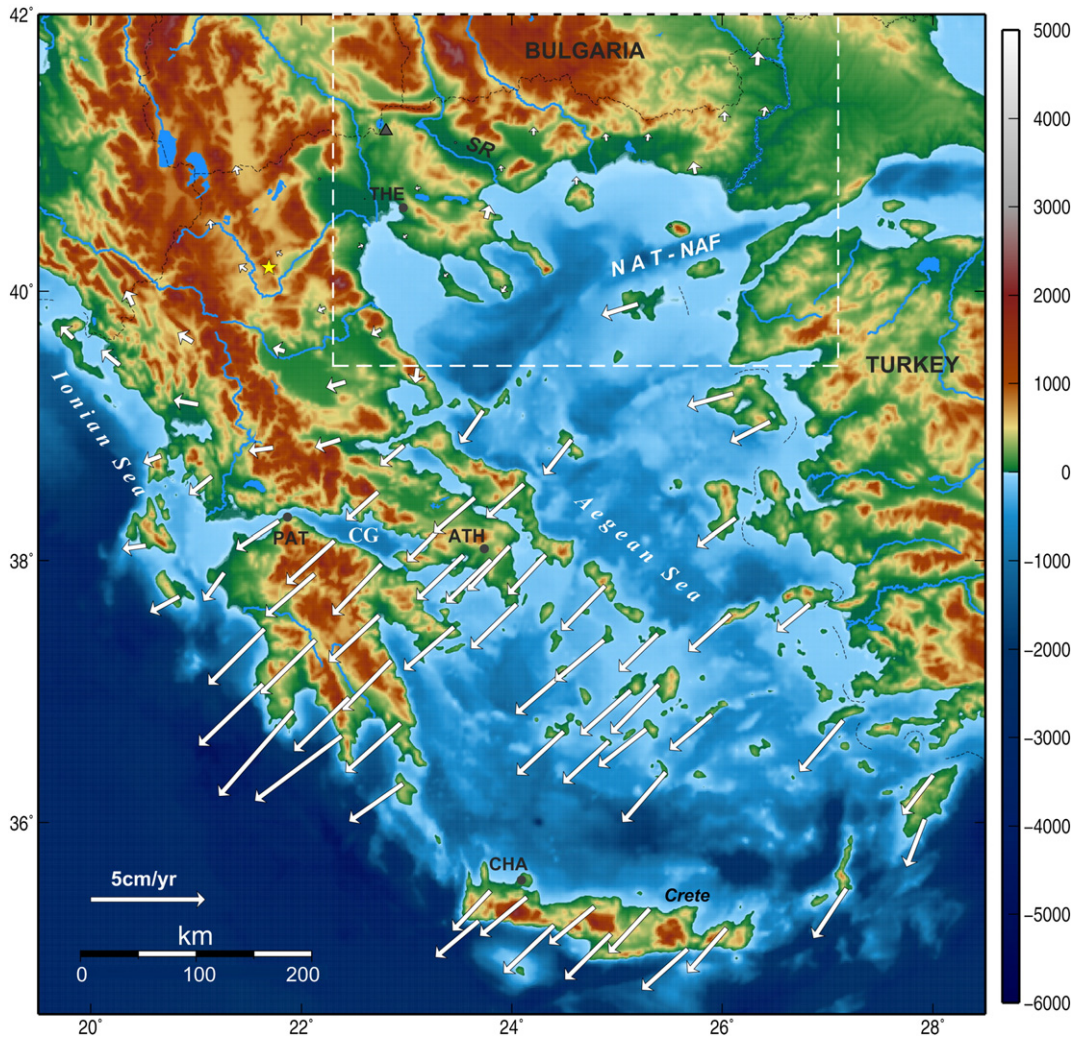 42°
5000
BULGARIA
4000
SR
THE
3000
N A T - NAF
40°
2000
TURKEY
1000
Ionian Sea
0
Aegean Sea
PAT
CG
ATH
38°
−1000
−2000
−3000
36°
−4000
CHA
5cm/yr
Crete
−5000
km
0
100
200
−6000
20°
22°
24°
26°
28°